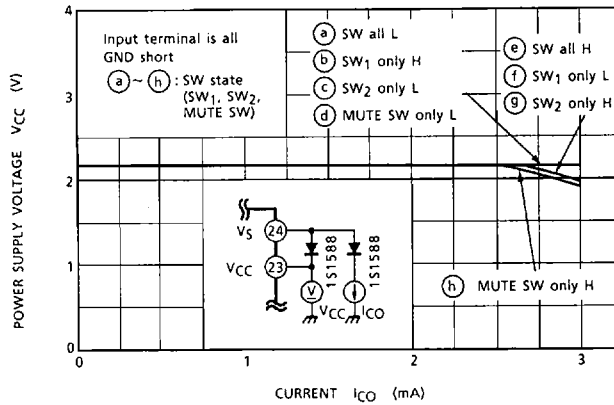 POWER SUPPLY VOLTAGE VCC (V)
4
3
2
1
0
Input terminal is all
GND short
a ~ h : SW state
(SW1, SW2,
MUTE SW)
a SW all L
b SW1 only H
c SW2 only L
d MUTE SW only L
e SW all H
f SW1 only L
g SW2 only H
h MUTE SW only H
VS 24
VCC 23
1S1588
1S1588
V
VCC
ICO
0
1
2
3
CURRENT ICO (mA)